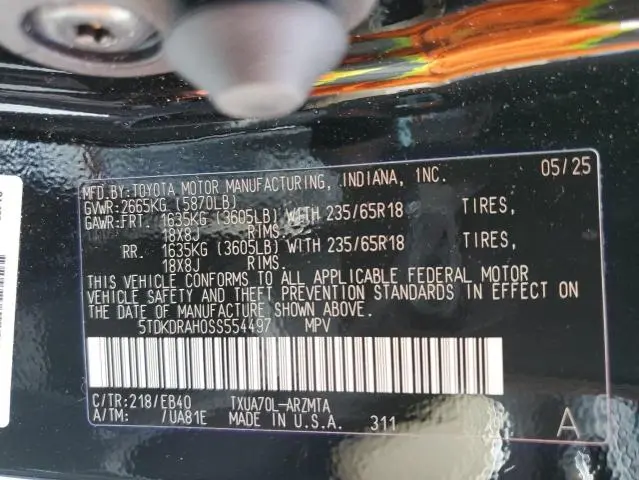 05/25
MFD.BY:TOYOTA MOTOR MANUFACTURING, INDIANA, INC.
GVWR:2665KG (5870LB)
GAWR:FRT. 1635KG (3605LB) WITH 235/65R18 TIRES,
18X8J RIMS.
RR. 1635KG (3605LB) WITH 235/65R18 TIRES,
18X8J RIMS.
THIS VEHICLE CONFORMS TO ALL APPLICABLE FEDERAL MOTOR
VEHICLE SAFETY AND THEFT PREVENTION STANDARDS IN EFFECT ON
THE DATE OF MANUFACTURE SHOWN ABOVE.
5TDKDRAH0SS554497 MPV
C/TR:218/EB40 TXUA70L-ARZMTA
A/TM: /UA81E MADE IN U.S.A. 311 A